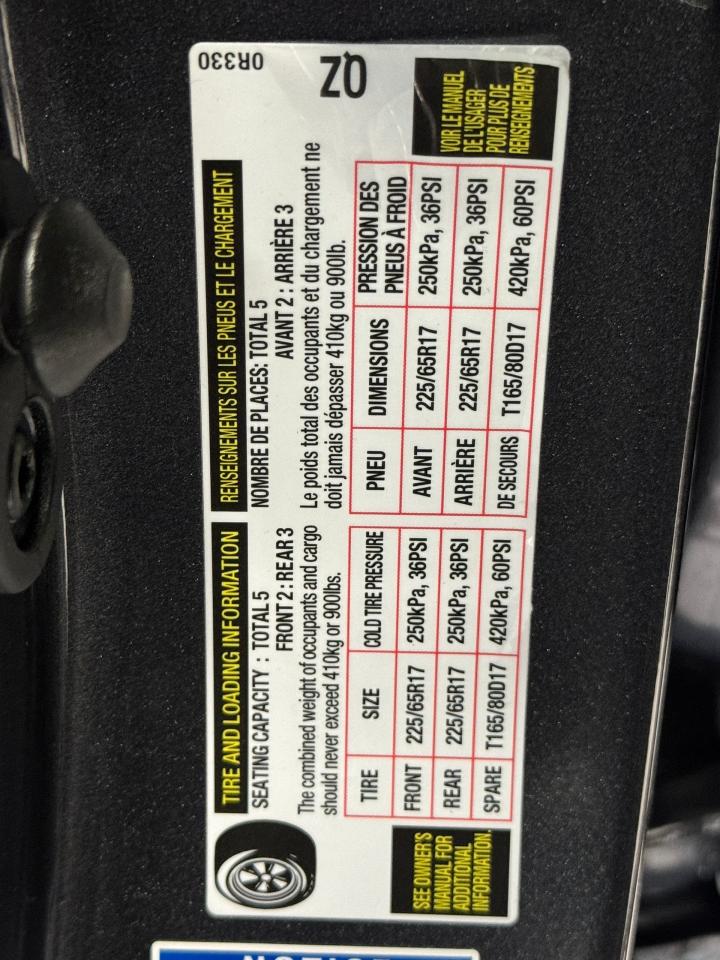 TIRE AND LOADING INFORMATION
SEATING CAPACITY : TOTAL 5
FRONT 2 : REAR 3
The combined weight of occupants and cargo
should never exceed 410kg or 900lbs.
TIRE SIZE COLD TIRE PRESSURE
FRONT 225/65R17 250kPa, 36PSI
REAR 225/65R17 250kPa, 36PSI
SPARE T165/80D17 420kPa, 60PSI
SEE OWNER'S
MANUAL FOR
ADDITIONAL
INFORMATION.
RENSEIGNEMENTS SUR LES PNEUS ET LE CHARGEMENT
NOMBRE DE PLACES: TOTAL 5
AVANT 2 : ARRIÈRE 3
Le poids total des occupants et du chargement ne
doit jamais dépasser 410kg ou 900lb.
PNEU DIMENSIONS PRESSION DES
PNEUS À FROID
AVANT 225/65R17 250kPa, 36PSI
ARRIÈRE 225/65R17 250kPa, 36PSI
DE SECOURS T165/80D17 420kPa, 60PSI
0R330
QZ
VOIR LE MANUEL
DE L'USAGER
POUR PLUS DE
RENSEIGNEMENTS.